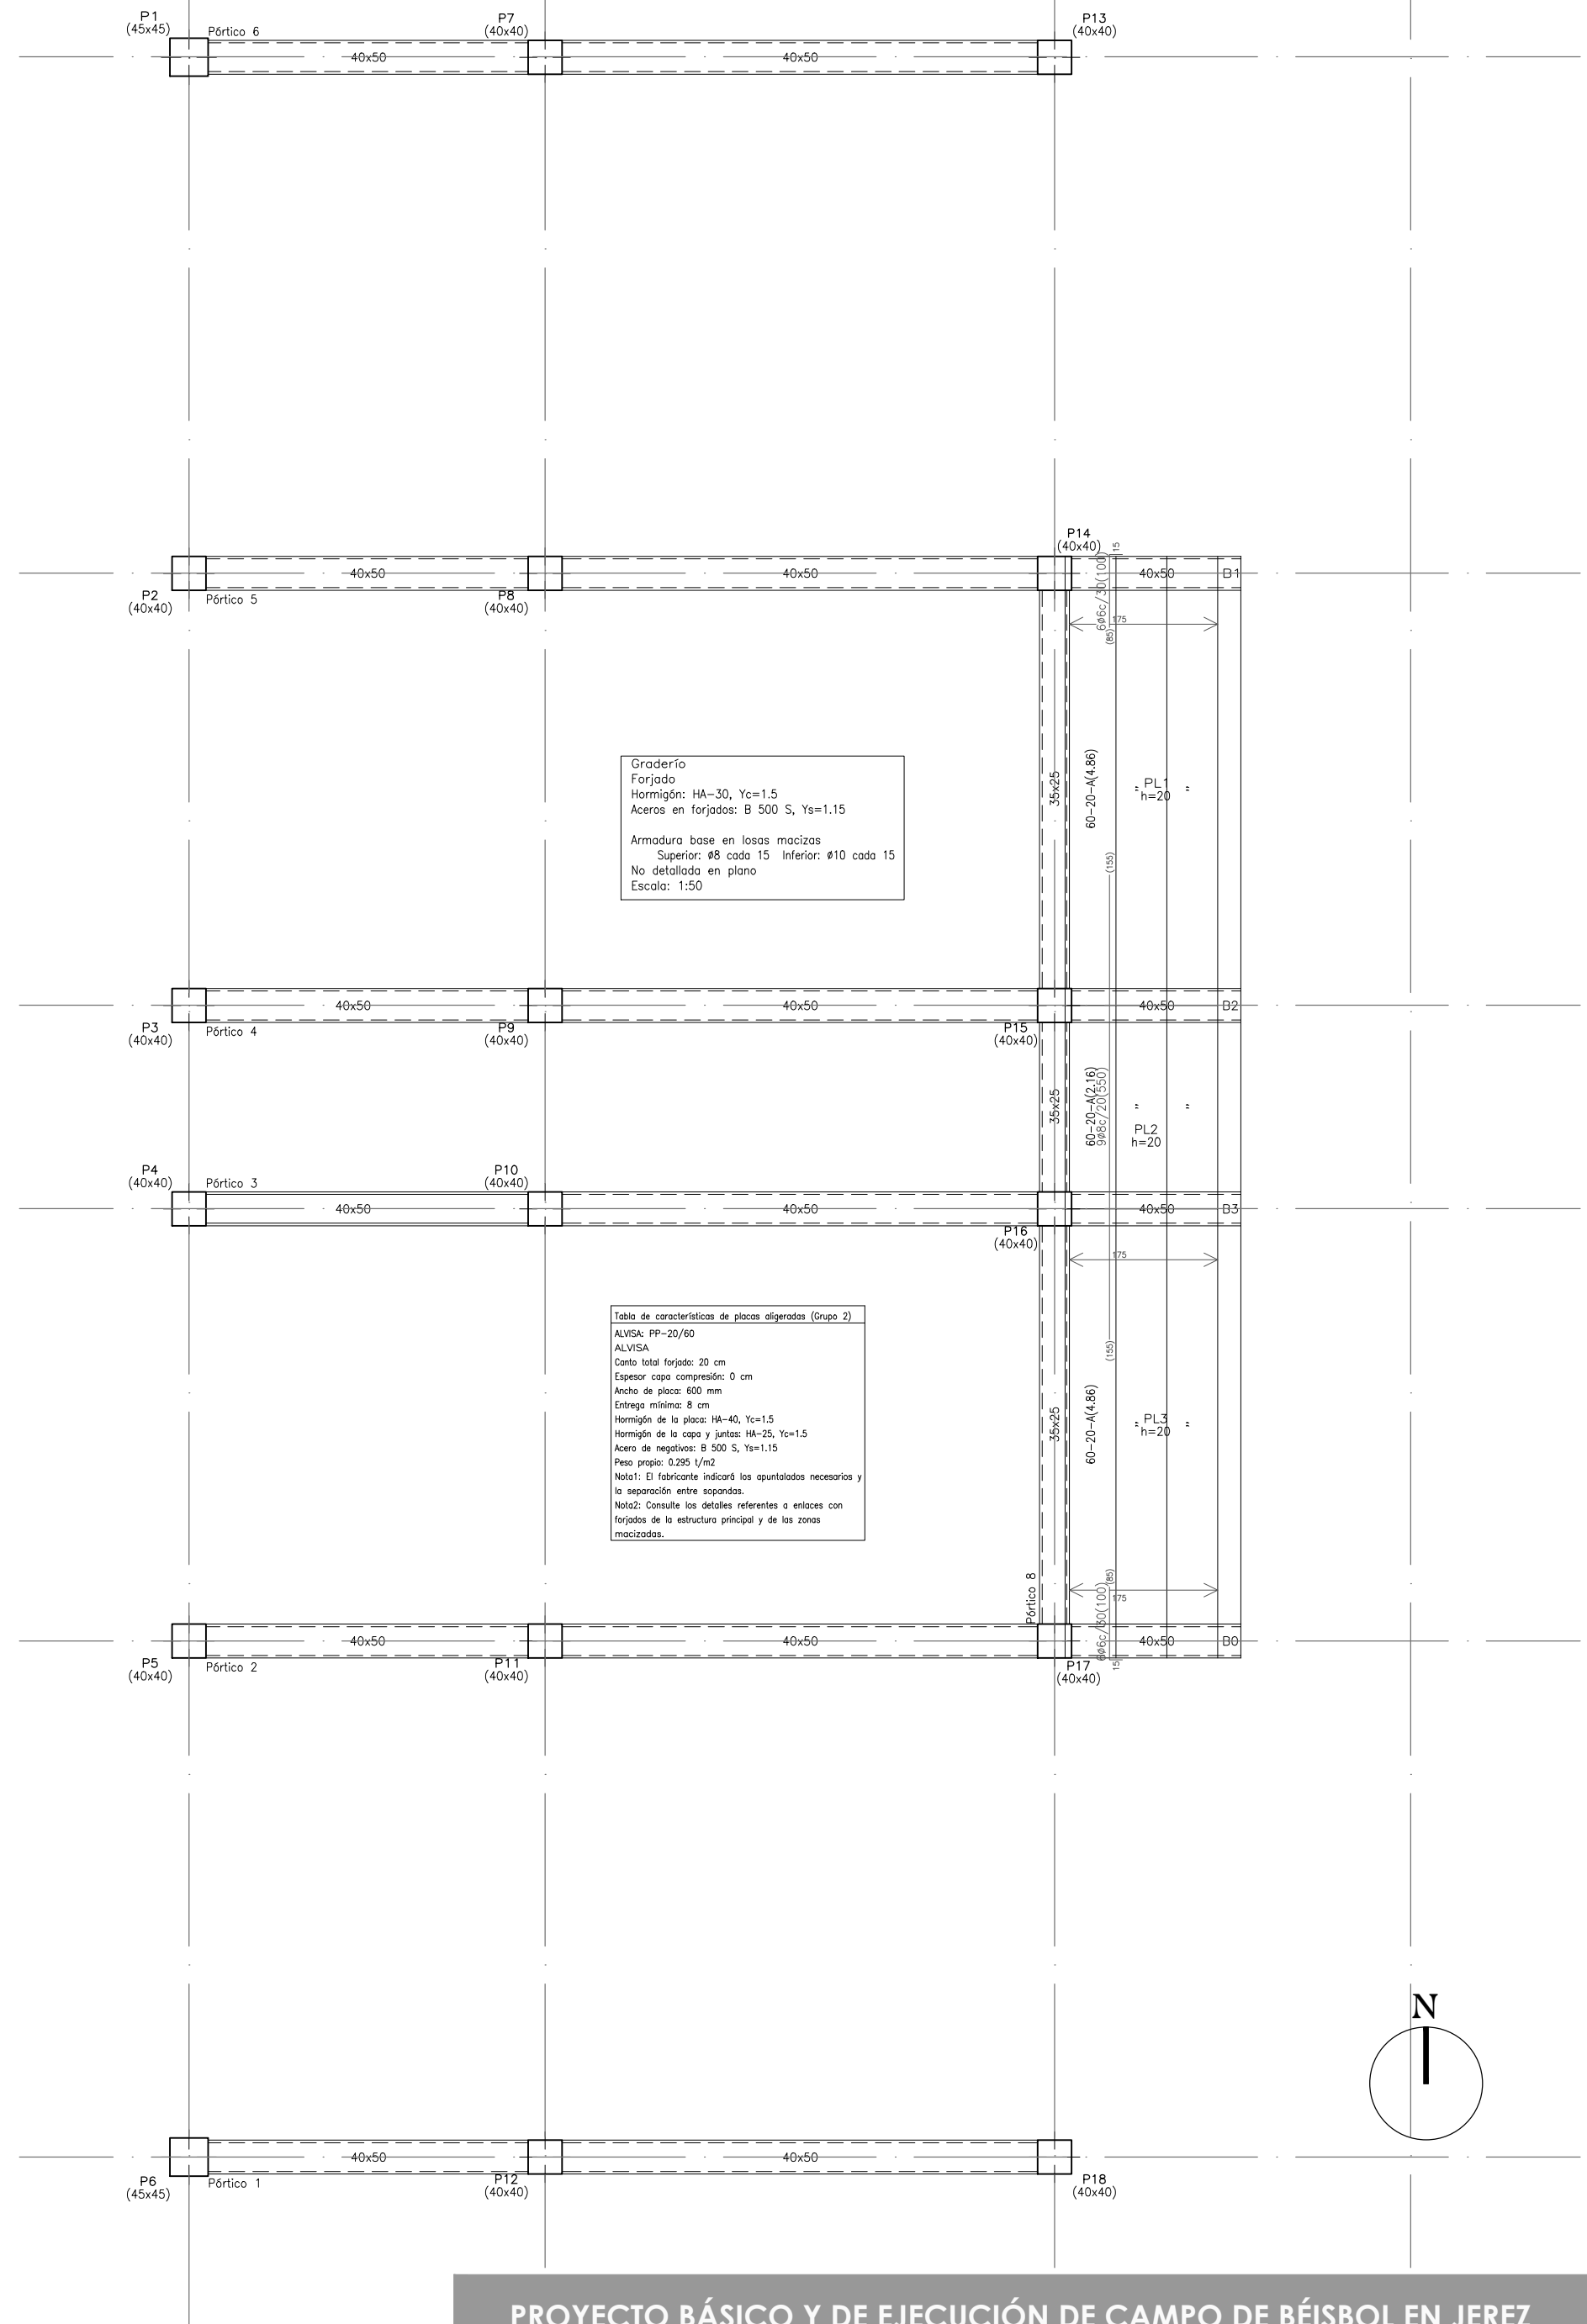 P1
(45x45)
Pórtico 6
P7
(40x40)
P13
(40x40)
40x50
40x50
P14
(40x40)
15
6ø6c/30(100)
40x50
40x50
40x50
B1
P2
(40x40)
Pórtico 5
P8
(40x40)
175
(85)
Graderío
Forjado
Hormigón: HA-30, Yc=1.5
Aceros en forjados: B 500 S, Ys=1.15
Armadura base en losas macizas
Superior: ø8 cada 15 Inferior: ø10 cada 15
No detallada en plano
Escala: 1:50
35x25
60-20-A(4.86)
PL1
h=20
(155)
40x50
40x50
40x50
B2
P3
(40x40)
Pórtico 4
P9
(40x40)
P15
(40x40)
35x25
60-20-A(2.16)
9ø8c/20(550)
PL2
h=20
P4
(40x40)
Pórtico 3
P10
(40x40)
40x50
40x50
40x50
B3
P16
(40x40)
175
Tabla de características de placas aligeradas (Grupo 2)
ALVISA: PP-20/60
ALVISA
Canto total forjado: 20 cm
Espesor capa compresión: 0 cm
Ancho de placa: 600 mm
Entrega mínima: 8 cm
Hormigón de la placa: HA-40, Yc=1.5
Hormigón de la capa y juntas: HA-25, Yc=1.5
Acero de negativos: B 500 S, Ys=1.15
Peso propio: 0.295 t/m2
Nota1: El fabricante indicará los apuntalados necesarios y
la separación entre sopandas.
Nota2: Consulte los detalles referentes a enlaces con
forjados de la estructura principal y de las zonas
macizadas.
(155)
35x25
60-20-A(4.86)
PL3
h=20
Pórtico 8
(85)
175
6ø6c/30(100)
40x50
40x50
40x50
B0
P5
(40x40)
Pórtico 2
P11
(40x40)
15
P17
(40x40)
N
40x50
40x50
P6
(45x45)
Pórtico 1
P12
(40x40)
P18
(40x40)
PROYECTO BÁSICO Y DE EJECUCIÓN DE CAMPO DE BÉISBOL EN JEREZ